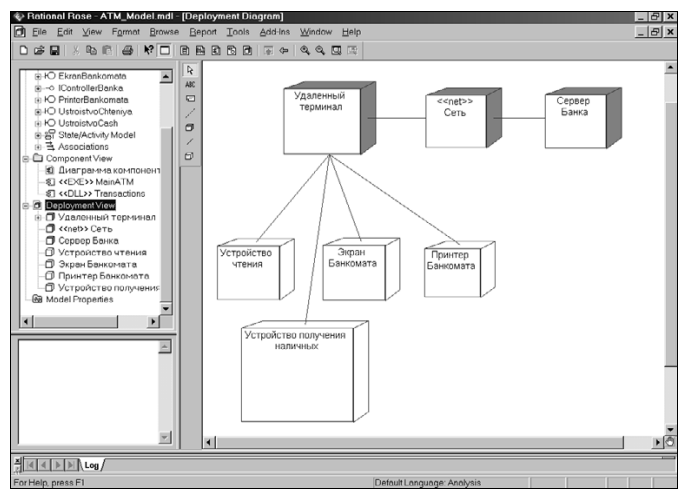 Rational Rose - ATM_Model.mdl - [Deployment Diagram]
File Edit View Format Browse Report Tools Add-Ins Window Help
EkranBankomata
IControllerBanka
PrinterBankomata
UstroistvoChteniya
UstroistvoCash
State/Activity Model
Associations
Component View
Диаграмма компонент
<<EXE>> MainATM
<<DLL>> Transactions
Deployment View
Удаленный терминал
<<net>> Сеть
Сервер Банка
Устройство чтения
Экран Банкомата
Принтер Банкомата
Устройство получения
Model Properties
ABC
Удаленный
терминал
<<net>>
Сеть
Сервер
Банка
Устройство
чтения
Экран
Банкомата
Принтер
Банкомата
Устройство получения
наличных
Log
For Help, press F1
Default Language: Analysis